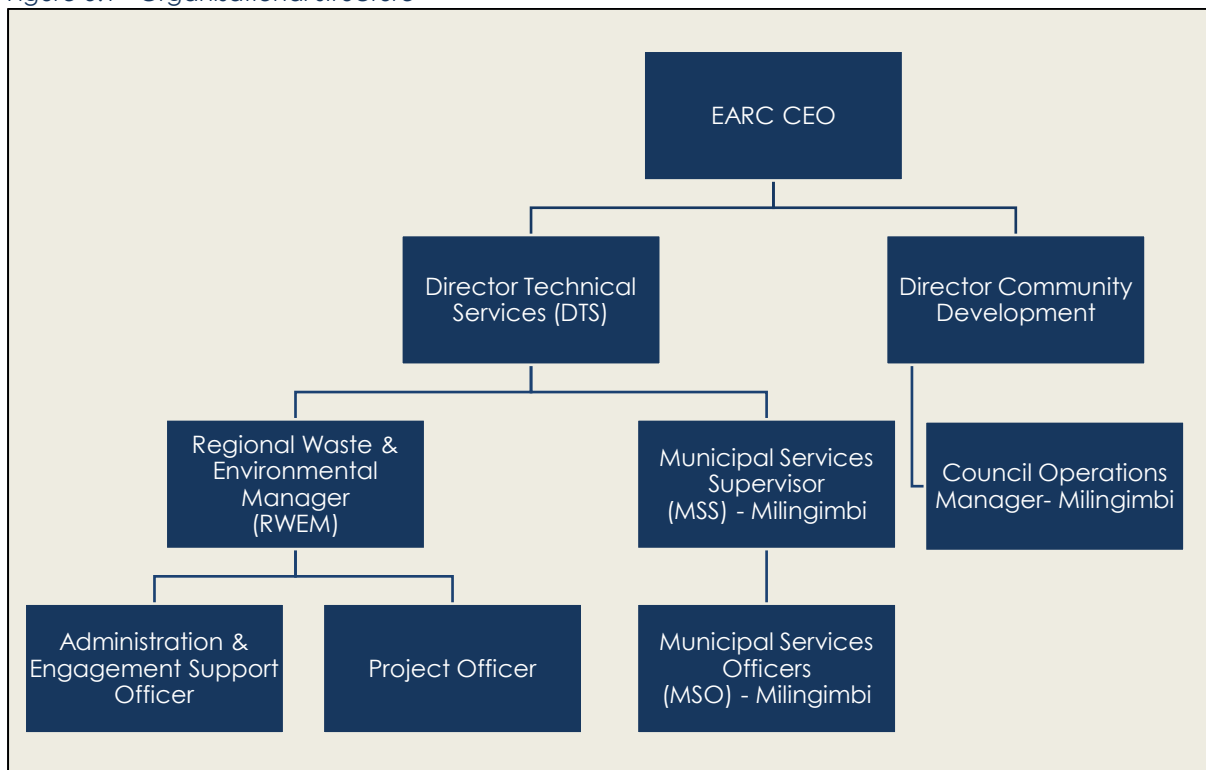 EARC CEO
Director Technical
Services (DTS)
Director Community
Development
Regional Waste &
Environmental
Manager
(RWEM)
Municipal Services
Supervisor
(MSS) - Milingimbi
Council Operations
Manager- Milingimbi
Administration &
Engagement Support
Officer
Project Officer
Municipal Services
Officers
(MSO) - Milingimbi